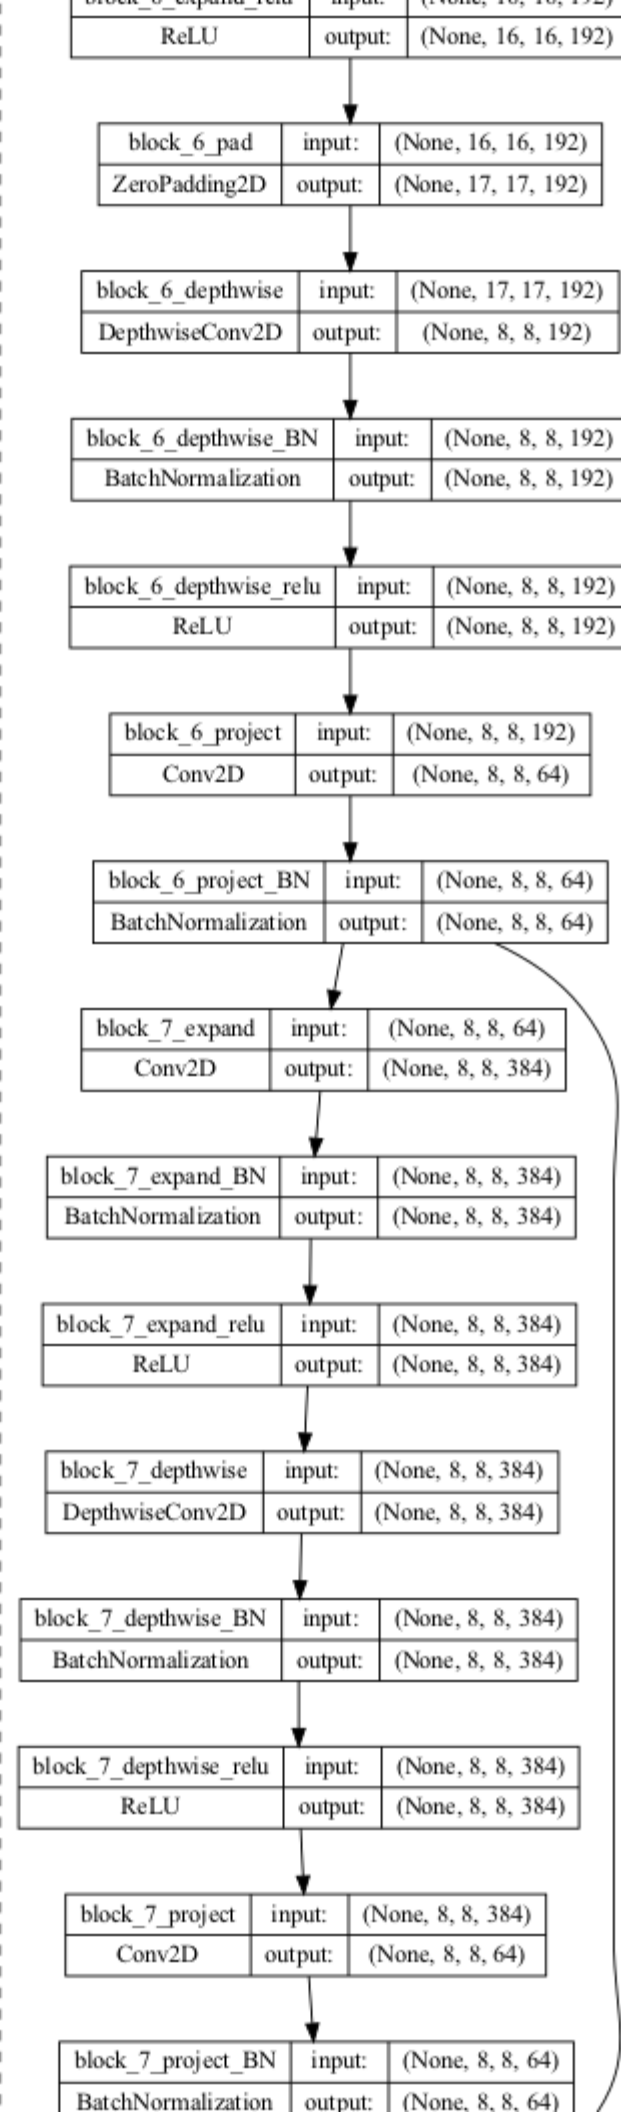 block_6_expand_relu input: (None, 16, 16, 192)
ReLU output: (None, 16, 16, 192)
block_6_pad input: (None, 16, 16, 192)
ZeroPadding2D output: (None, 17, 17, 192)
block_6_depthwise input: (None, 17, 17, 192)
DepthwiseConv2D output: (None, 8, 8, 192)
block_6_depthwise_BN input: (None, 8, 8, 192)
BatchNormalization output: (None, 8, 8, 192)
block_6_depthwise_relu input: (None, 8, 8, 192)
ReLU output: (None, 8, 8, 192)
block_6_project input: (None, 8, 8, 192)
Conv2D output: (None, 8, 8, 64)
block_6_project_BN input: (None, 8, 8, 64)
BatchNormalization output: (None, 8, 8, 64)
block_7_expand input: (None, 8, 8, 64)
Conv2D output: (None, 8, 8, 384)
block_7_expand_BN input: (None, 8, 8, 384)
BatchNormalization output: (None, 8, 8, 384)
block_7_expand_relu input: (None, 8, 8, 384)
ReLU output: (None, 8, 8, 384)
block_7_depthwise input: (None, 8, 8, 384)
DepthwiseConv2D output: (None, 8, 8, 384)
block_7_depthwise_BN input: (None, 8, 8, 384)
BatchNormalization output: (None, 8, 8, 384)
block_7_depthwise_relu input: (None, 8, 8, 384)
ReLU output: (None, 8, 8, 384)
block_7_project input: (None, 8, 8, 384)
Conv2D output: (None, 8, 8, 64)
block_7_project_BN input: (None, 8, 8, 64)
BatchNormalization output: (None, 8, 8, 64)